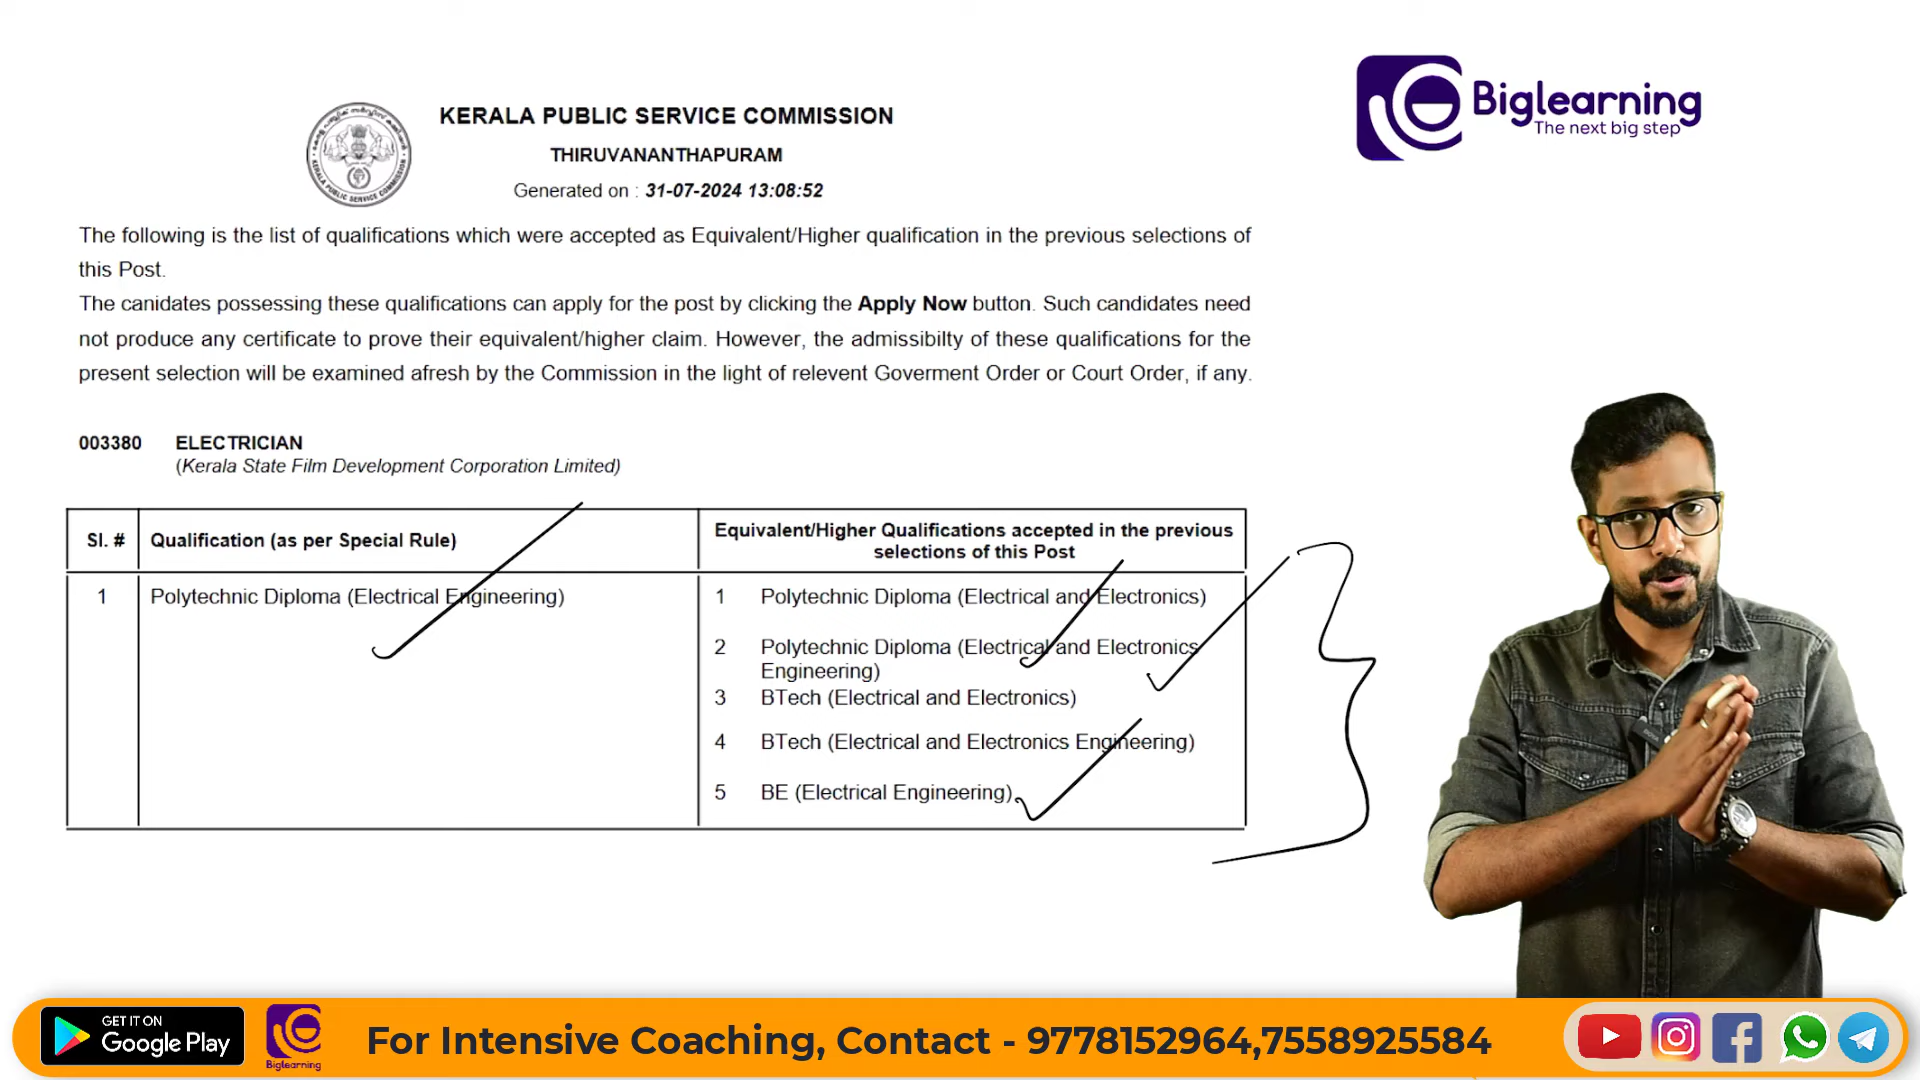 Biglearning
The next big step
KERALA PUBLIC SERVICE COMMISSION
THIRUVANANTHAPURAM
Generated on : 31-07-2024 13:08:52
The following is the list of qualifications which were accepted as Equivalent/Higher qualification in the previous selections of
this Post.
The canidates possessing these qualifications can apply for the post by clicking the Apply Now button. Such candidates need
not produce any certificate to prove their equivalent/higher claim. However, the admissibilty of these qualifications for the
present selection will be examined afresh by the Commission in the light of relevent Goverment Order or Court Order, if any.
003380 ELECTRICIAN
(Kerala State Film Development Corporation Limited)
Sl. # Qualification (as per Special Rule) Equivalent/Higher Qualifications accepted in the previous
selections of this Post
1 Polytechnic Diploma (Electrical Engineering) 1 Polytechnic Diploma (Electrical and Electronics)
2 Polytechnic Diploma (Electrical and Electronics
Engineering)
3 BTech (Electrical and Electronics)
4 BTech (Electrical and Electronics Engineering)
5 BE (Electrical Engineering)
GET IT ON
Google Play
Biglearning
For Intensive Coaching, Contact - 9778152964,7558925584